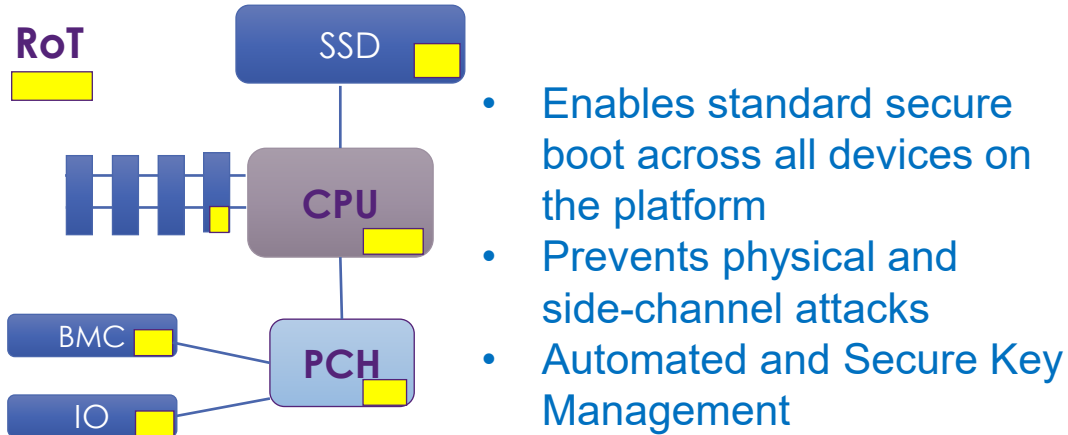 RoT
SSD
CPU
BMC
PCH
IO
• Enables standard secure
boot across all devices on
the platform
• Prevents physical and
side-channel attacks
• Automated and Secure Key
Management